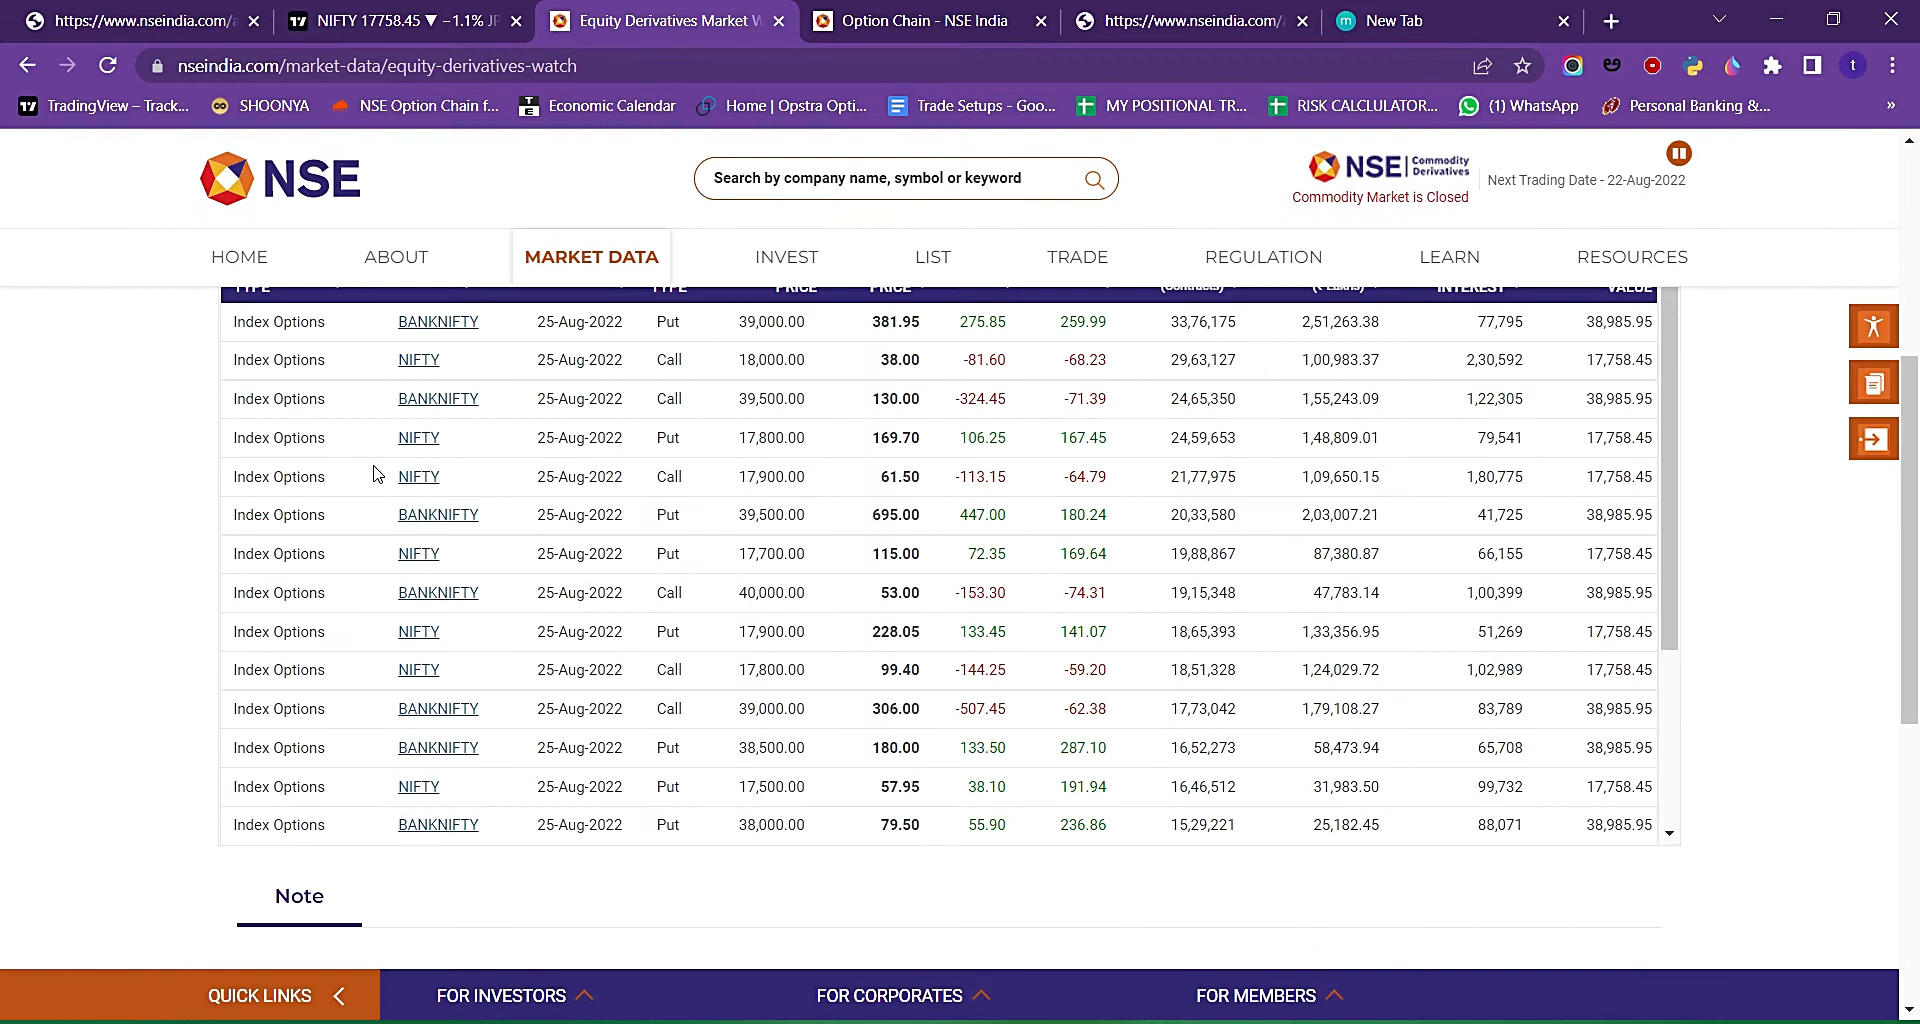 https://www.nseindia.com/
NIFTY 17758.45 ▼ −1.1%
Equity Derivatives Market
Option Chain - NSE India
https://www.nseindia.com/
New Tab
nseindia.com/market-data/equity-derivatives-watch
t
TradingView – Track...
SHOONYA
NSE Option Chain f...
Economic Calendar
Home | Opstra Opti...
Trade Setups - Goo...
MY POSITIONAL TR...
RISK CALCLULATOR...
(1) WhatsApp
Personal Banking &...
»
NSE
Search by company name, symbol or keyword
NSE Commodity Derivatives
Commodity Market is Closed
Next Trading Date - 22-Aug-2022
HOME ABOUT MARKET DATA INVEST LIST TRADE REGULATION LEARN RESOURCES
TYPE TYPE PRICE PRICE (Contracts) (₹ Lakhs) INTEREST VALUE
Index Options BANKNIFTY 25-Aug-2022 Put 39,000.00 381.95 275.85 259.99 33,76,175 2,51,263.38 77,795 38,985.95
Index Options NIFTY 25-Aug-2022 Call 18,000.00 38.00 -81.60 -68.23 29,63,127 1,00,983.37 2,30,592 17,758.45
Index Options BANKNIFTY 25-Aug-2022 Call 39,500.00 130.00 -324.45 -71.39 24,65,350 1,55,243.09 1,22,305 38,985.95
Index Options NIFTY 25-Aug-2022 Put 17,800.00 169.70 106.25 167.45 24,59,653 1,48,809.01 79,541 17,758.45
Index Options NIFTY 25-Aug-2022 Call 17,900.00 61.50 -113.15 -64.79 21,77,975 1,09,650.15 1,80,775 17,758.45
Index Options BANKNIFTY 25-Aug-2022 Put 39,500.00 695.00 447.00 180.24 20,33,580 2,03,007.21 41,725 38,985.95
Index Options NIFTY 25-Aug-2022 Put 17,700.00 115.00 72.35 169.64 19,88,867 87,380.87 66,155 17,758.45
Index Options BANKNIFTY 25-Aug-2022 Call 40,000.00 53.00 -153.30 -74.31 19,15,348 47,783.14 1,00,399 38,985.95
Index Options NIFTY 25-Aug-2022 Put 17,900.00 228.05 133.45 141.07 18,65,393 1,33,356.95 51,269 17,758.45
Index Options NIFTY 25-Aug-2022 Call 17,800.00 99.40 -144.25 -59.20 18,51,328 1,24,029.72 1,02,989 17,758.45
Index Options BANKNIFTY 25-Aug-2022 Call 39,000.00 306.00 -507.45 -62.38 17,73,042 1,79,108.27 83,789 38,985.95
Index Options BANKNIFTY 25-Aug-2022 Put 38,500.00 180.00 133.50 287.10 16,52,273 58,473.94 65,708 38,985.95
Index Options NIFTY 25-Aug-2022 Put 17,500.00 57.95 38.10 191.94 16,46,512 31,983.50 99,732 17,758.45
Index Options BANKNIFTY 25-Aug-2022 Put 38,000.00 79.50 55.90 236.86 15,29,221 25,182.45 88,071 38,985.95
Note
QUICK LINKS FOR INVESTORS FOR CORPORATES FOR MEMBERS